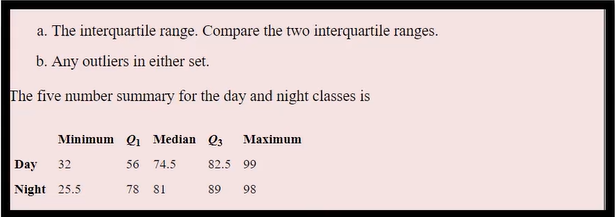 a. The interquartile range. Compare the two interquartile ranges.
b. Any outliers in either set.
The five number summary for the day and night classes is
Minimum Q1 Median Q3 Maximum
Day 32 56 74.5 82.5 99
Night 25.5 78 81 89 98